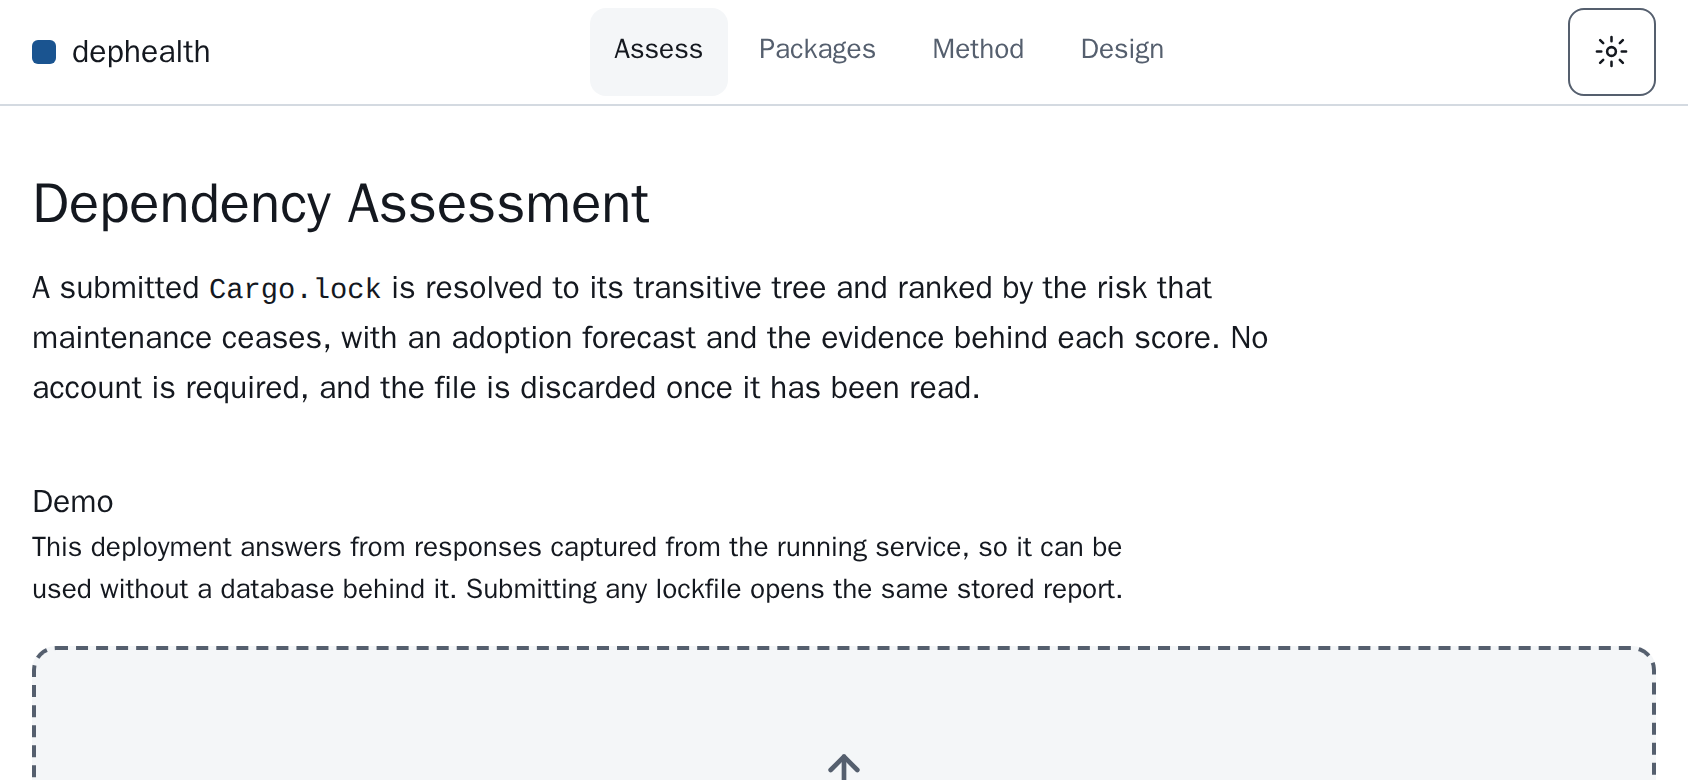 dephealth
Assess Packages Method Design
Dependency Assessment
A submitted Cargo.lock is resolved to its transitive tree and ranked by the risk that
maintenance ceases, with an adoption forecast and the evidence behind each score. No
account is required, and the file is discarded once it has been read.
Demo
This deployment answers from responses captured from the running service, so it can be
used without a database behind it. Submitting any lockfile opens the same stored report.